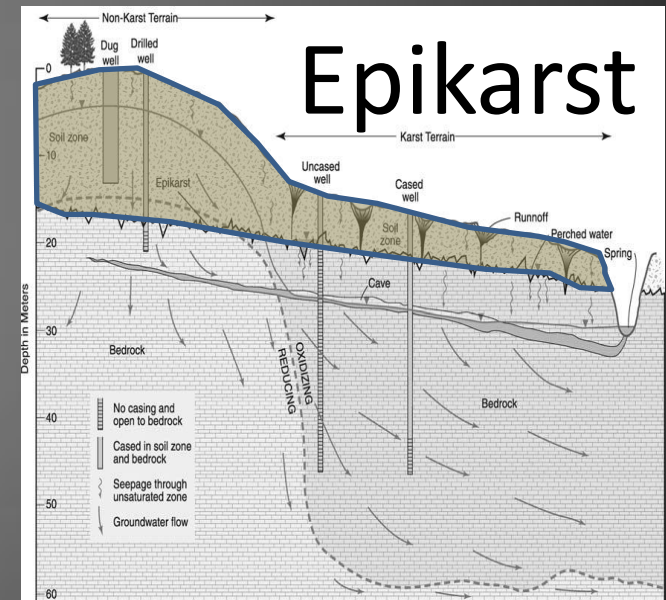 Non-Karst Terrain
Epikarst
Dug
well
Drilled
well
0
Karst Terrain
Soil zone
10
Epikarst
Uncased
well
Cased
well
Soil
zone
Runnoff
Perched water
Spring
20
Cave
Depth in Meters
30
Bedrock
OXIDIZING
REDUCING
Bedrock
No casing and
open to bedrock
40
Cased in soil zone
and bedrock
Seepage through
unsaturated zone
50
Groundwater flow
60